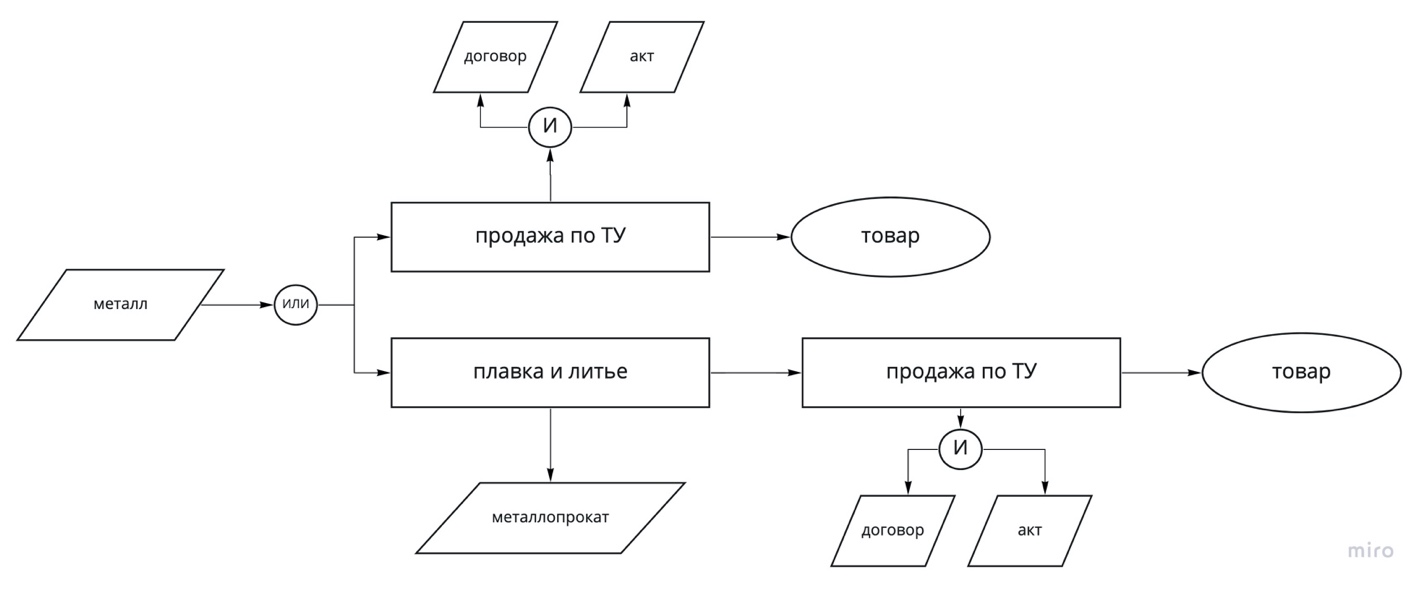 договор
акт
И
продажа по ТУ
товар
металл
ИЛИ
плавка и литье
продажа по ТУ
товар
И
металлопрокат
договор
акт
miro